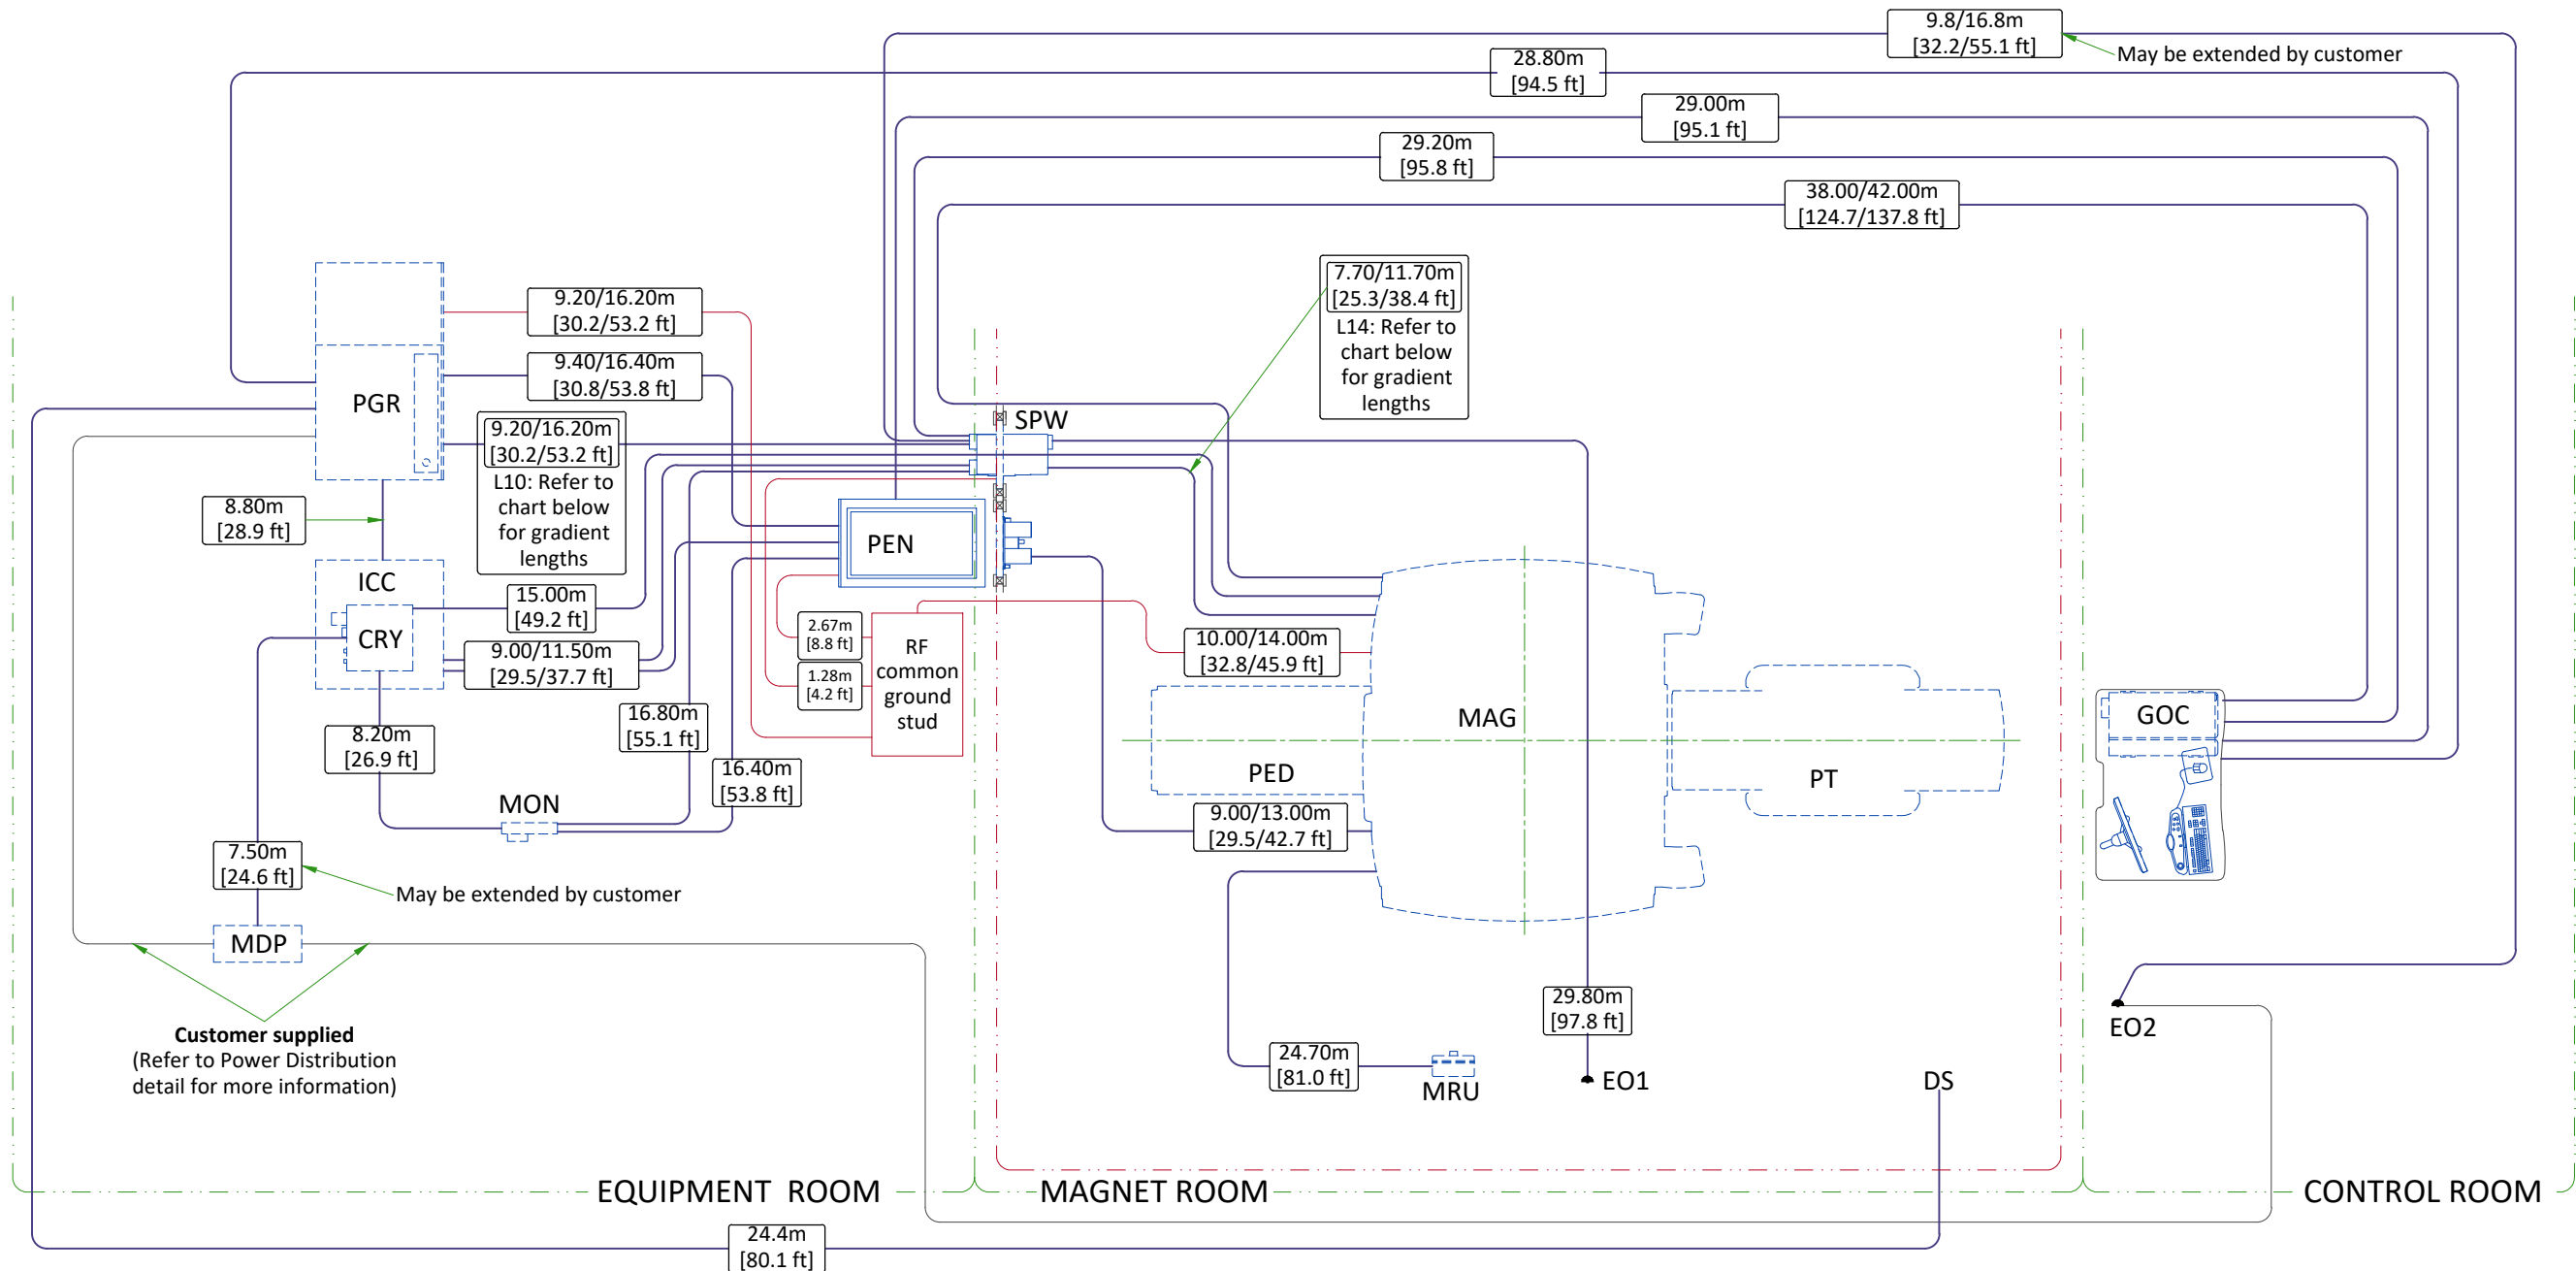 9.8/16.8m
[32.2/55.1 ft]
May be extended by customer
28.80m
[94.5 ft]
29.00m
[95.1 ft]
29.20m
[95.8 ft]
38.00/42.00m
[124.7/137.8 ft]
7.70/11.70m
[25.3/38.4 ft]
L14: Refer to
chart below
for gradient
lengths
9.20/16.20m
[30.2/53.2 ft]
9.40/16.40m
[30.8/53.8 ft]
PGR
SPW
9.20/16.20m
[30.2/53.2 ft]
L10: Refer to
chart below
for gradient
lengths
8.80m
[28.9 ft]
PEN
ICC
15.00m
[49.2 ft]
CRY
9.00/11.50m
[29.5/37.7 ft]
2.67m
[8.8 ft]
1.28m
[4.2 ft]
RF
common
ground
stud
10.00/14.00m
[32.8/45.9 ft]
16.80m
[55.1 ft]
8.20m
[26.9 ft]
16.40m
[53.8 ft]
MAG
GOC
PED
PT
MON
9.00/13.00m
[29.5/42.7 ft]
7.50m
[24.6 ft]
May be extended by customer
MDP
29.80m
[97.8 ft]
EO2
Customer supplied
(Refer to Power Distribution
detail for more information)
24.70m
[81.0 ft]
MRU
EO1
DS
EQUIPMENT ROOM
MAGNET ROOM
CONTROL ROOM
24.4m
[80.1 ft]